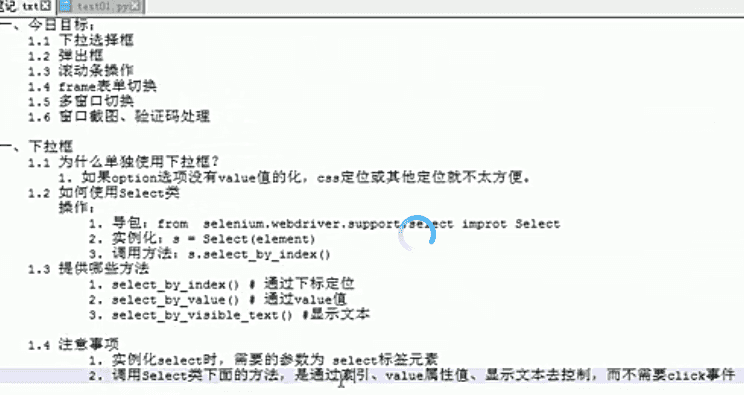 笔记.txt test01.py
一、今日目标:
1.1 下拉选择框
1.2 弹出框
1.3 滚动条操作
1.4 frame表单切换
1.5 多窗口切换
1.6 窗口截图、验证码处理
一、下拉框
1.1 为什么单独使用下拉框?
1. 如果option选项没有value值的化，css定位或其他定位就不太方便。
1.2 如何使用Select类
操作:
1. 导包: from selenium.webdriver.support.select improt Select
2. 实例化: s = Select(element)
3. 调用方法: s.select_by_index()
1.3 提供哪些方法
1. select_by_index() # 通过下标定位
2. select_by_value() # 通过value值
3. select_by_visible_text() #显示文本
1.4 注意事项
1. 实例化select时，需要的参数为 select标签元素
2. 调用Select类下面的方法，是通过索引、value属性值、显示文本去控制，而不需要click事件